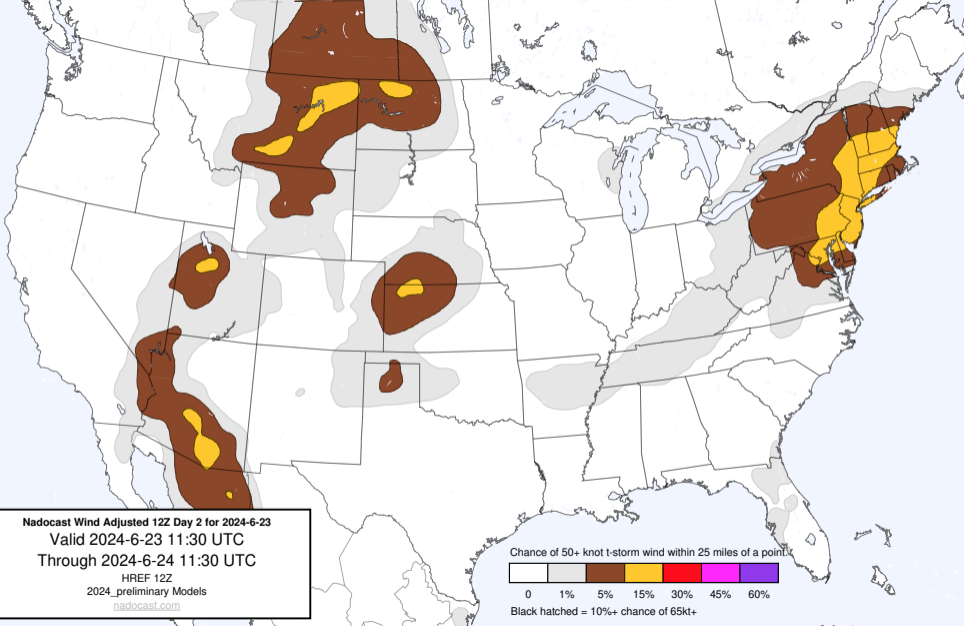 Nadocast Wind Adjusted 12Z Day 2 for 2024-6-23
Valid 2024-6-23 11:30 UTC
Through 2024-6-24 11:30 UTC
HREF 12Z
2024_preliminary Models
nadocast.com
Chance of 50+ knot t-storm wind within 25 miles of a point.
0 1% 5% 15% 30% 45% 60%
Black hatched = 10%+ chance of 65kt+